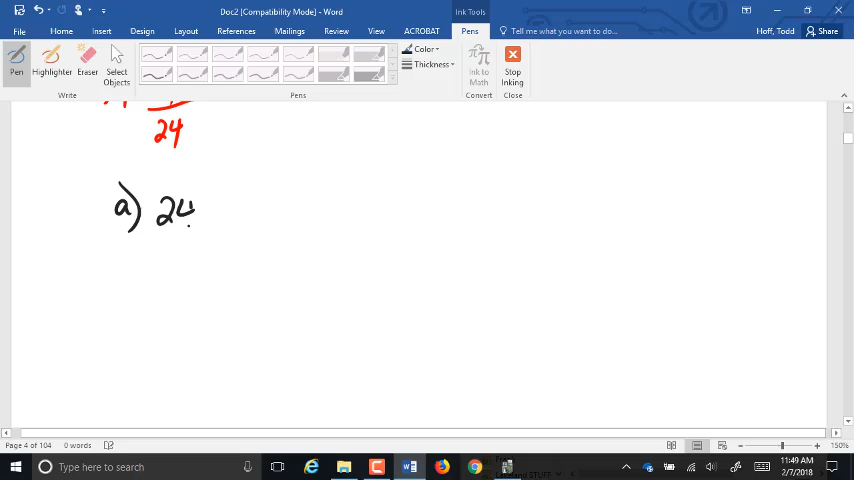 Doc2 [Compatibility Mode] - Word
Ink Tools
File
Home
Insert
Design
Layout
References
Mailings
Review
View
ACROBAT
Pens
Tell me what you want to do...
Hoff, Todd
Share
Pen
Highlighter
Eraser
Select Objects
Color
Thickness
Ink to Math
Stop Inking
Write
Pens
Convert
Close
24
a) 24
Page 4 of 104
0 words
150%
Type here to search
11:49 AM
2/7/2018